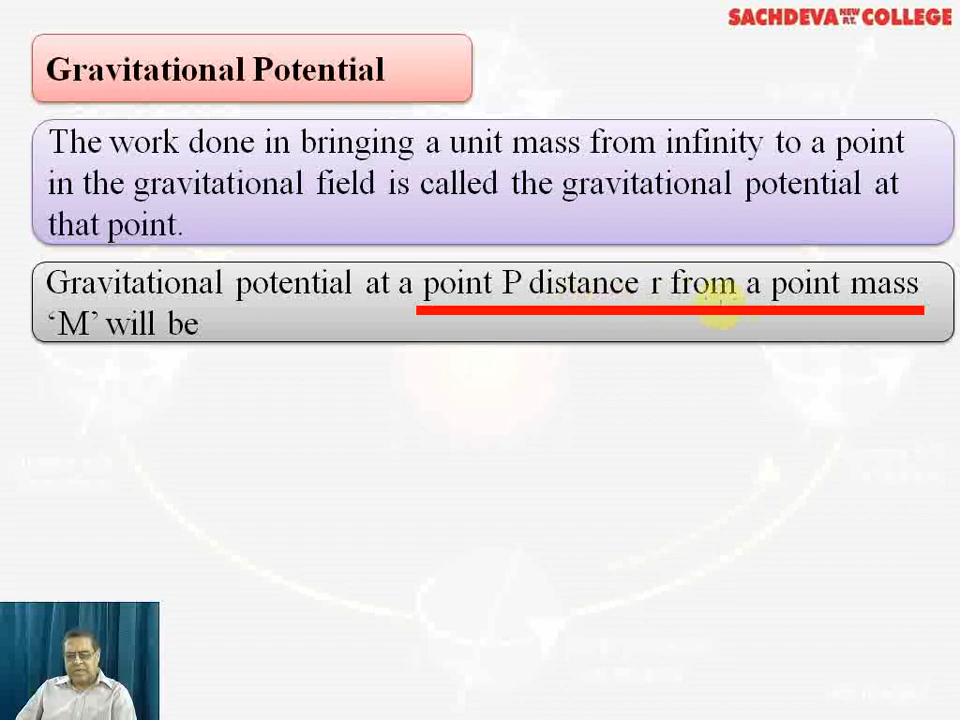 SACHDEVA NEW P.T. COLLEGE
Gravitational Potential
The work done in bringing a unit mass from infinity to a point
in the gravitational field is called the gravitational potential at
that point.
Gravitational potential at a point P distance r from a point mass
‘M’ will be